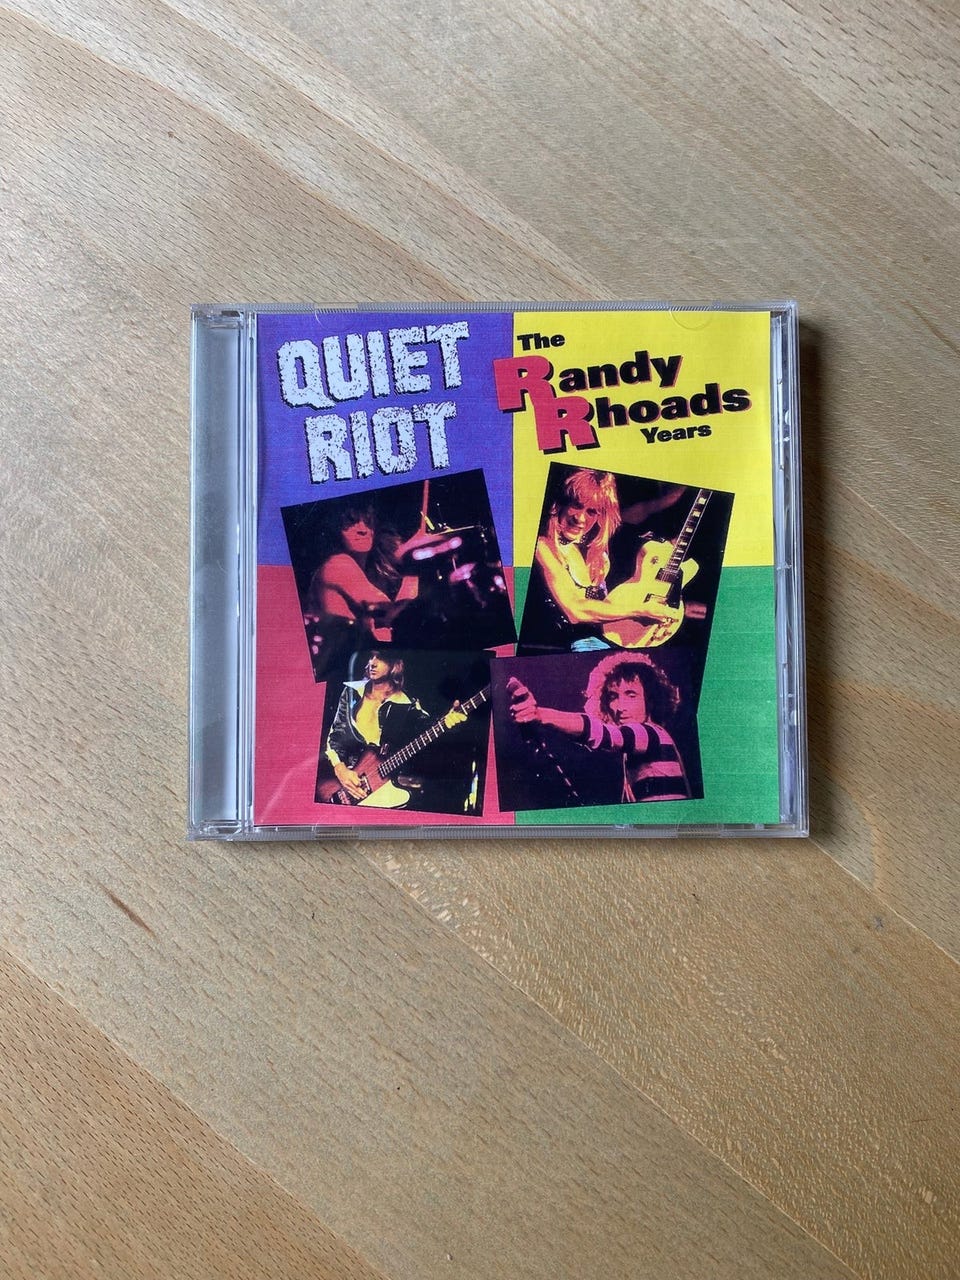 QUIET
RIOT
The
Randy
Rhoads
Years